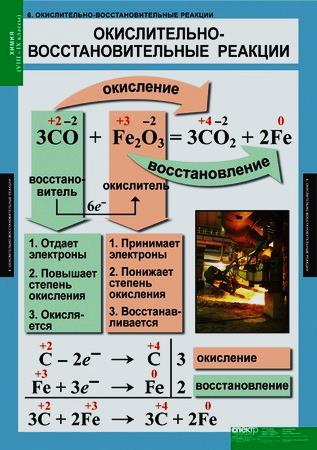 6. ОКИСЛИТЕЛЬНО-ВОССТАНОВИТЕЛЬНЫЕ РЕАКЦИИ
ХИМИЯ
(VIII – IX классы)
ОКИСЛИТЕЛЬНО-
ВОССТАНОВИТЕЛЬНЫЕ РЕАКЦИИ
окисление
+2 –2 +3 –2 +4 –2 0
3CO + Fe₂O₃ = 3CO₂ + 2Fe
восстановление
восстано-
витель
окислитель
6e⁻
1. Отдает
электроны
2. Повышает
степень
окисления
3. Окисля-
ется
1. Принимает
электроны
2. Понижает
степень
окисления
3. Восстанав-
ливается
+2 +4
C – 2e⁻ → C 3 окисление
+3 0
Fe + 3e⁻ → Fe 2 восстановление
+2 +3 +4 0
3C + 2Fe → 3C + 2Fe
спектр